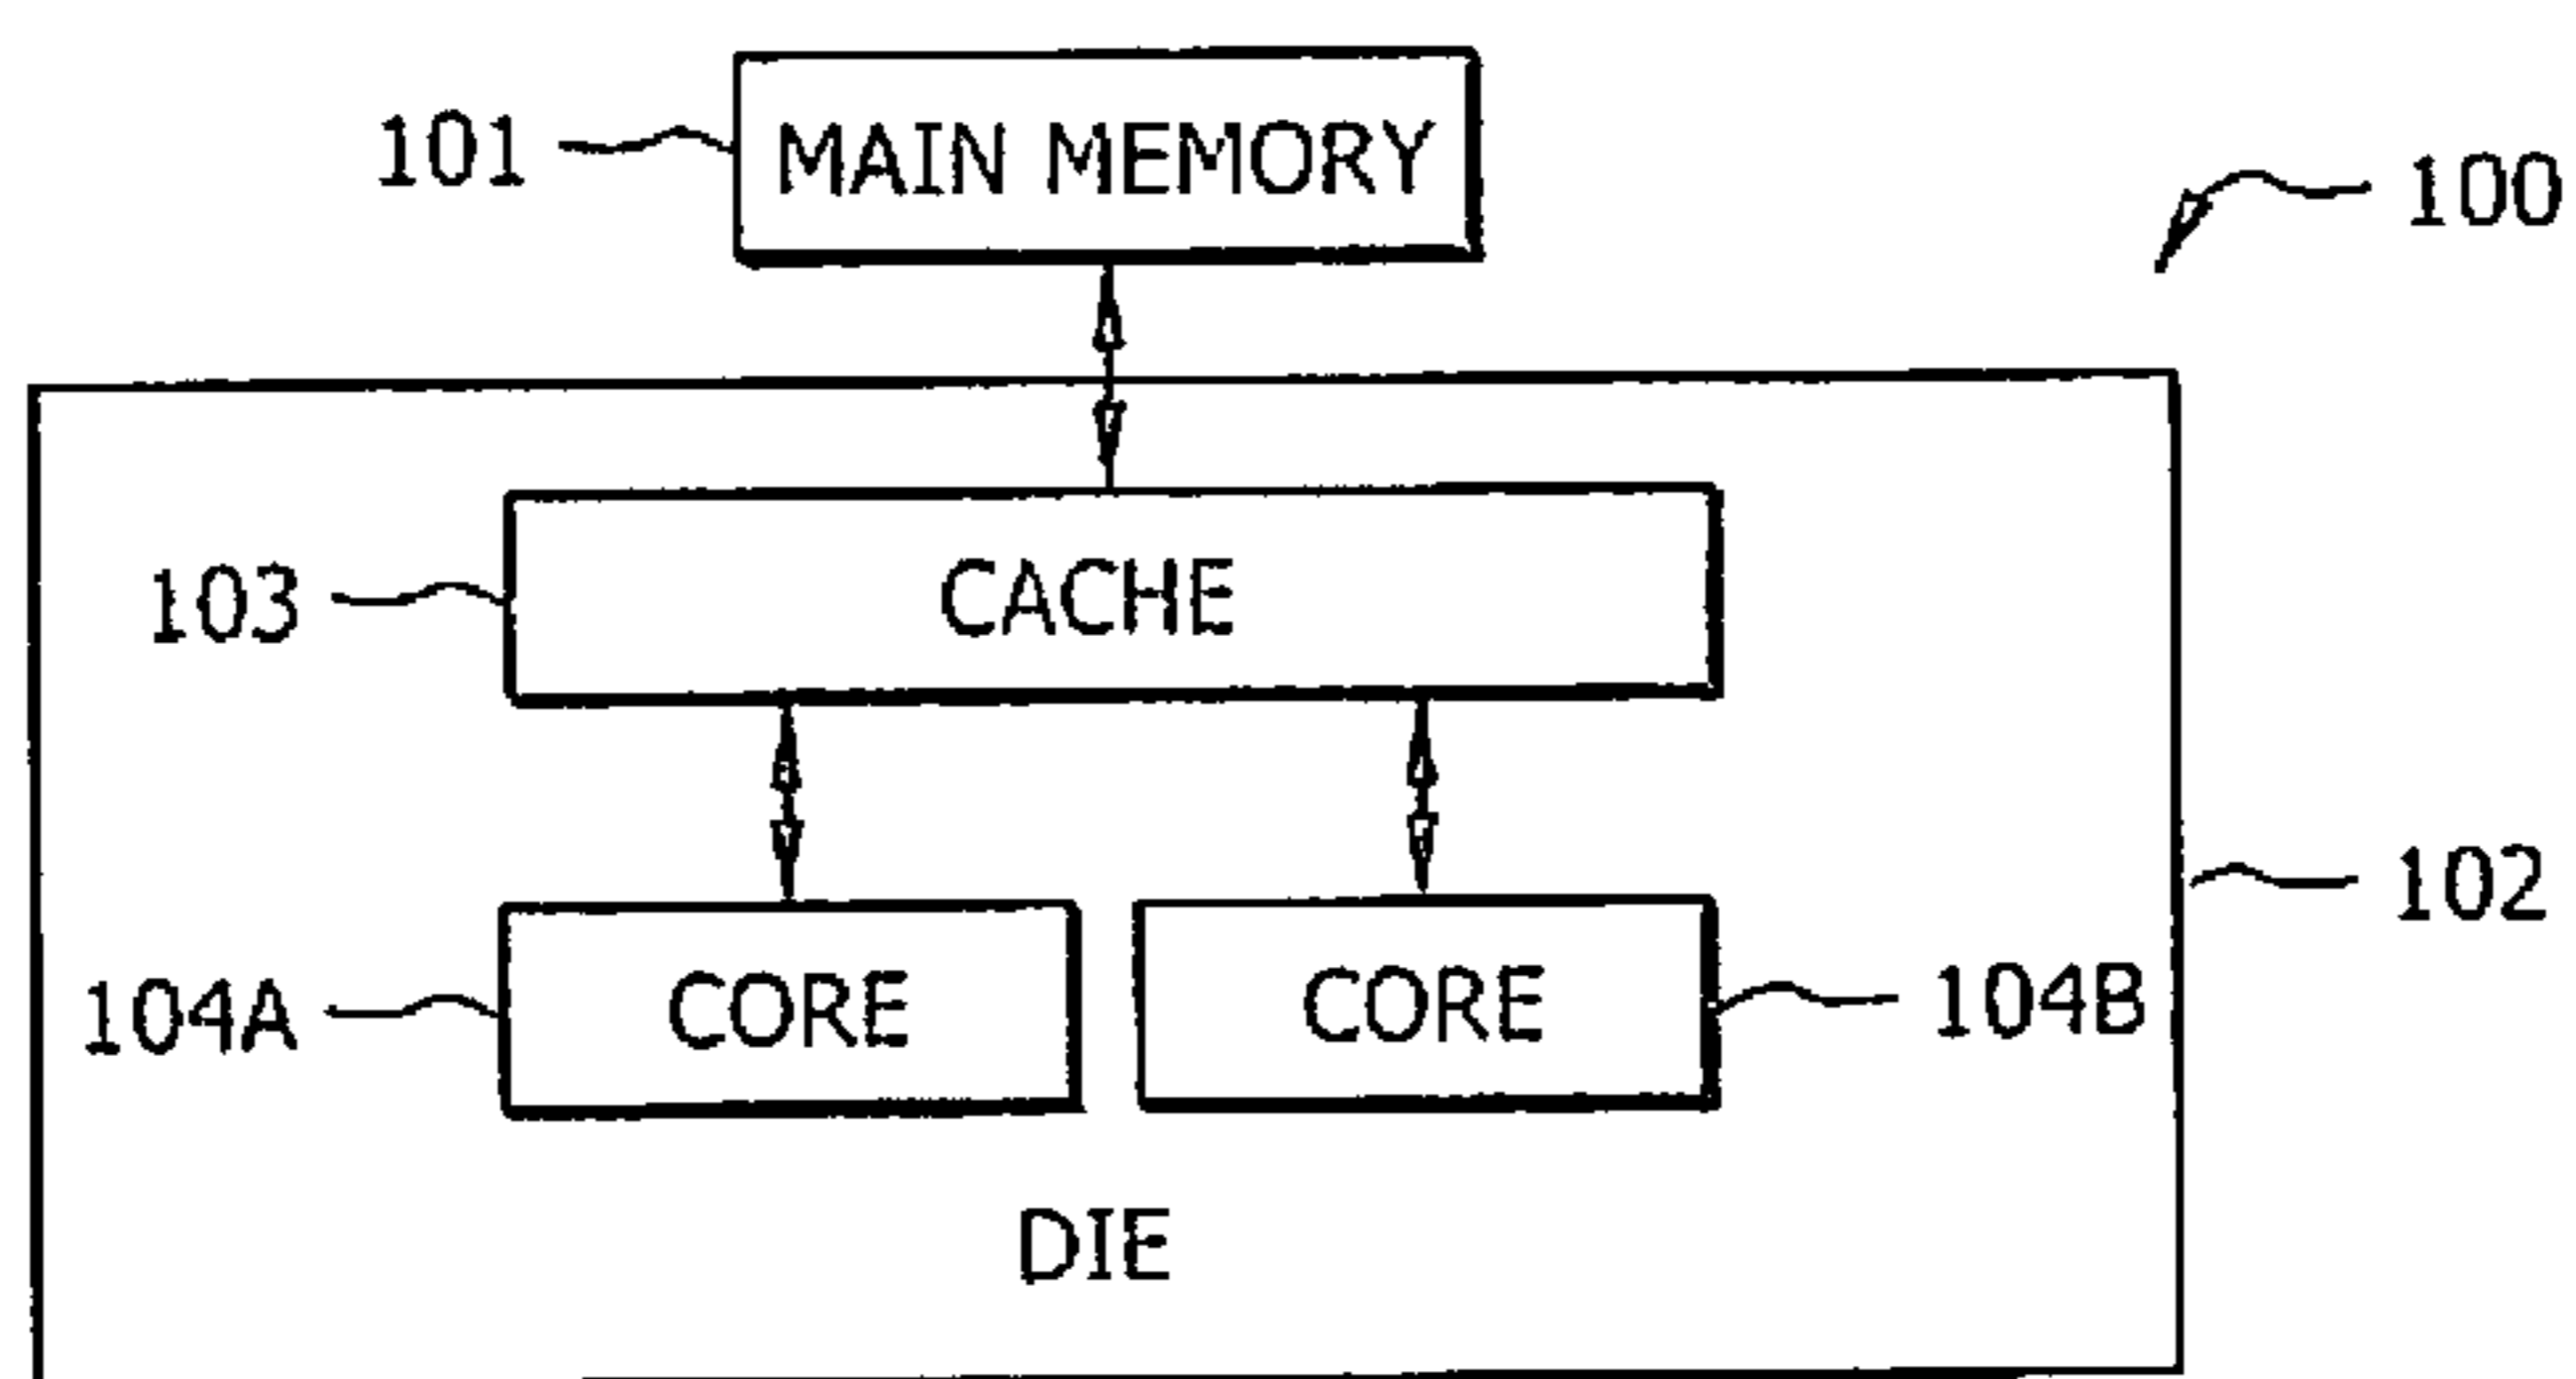 101 MAIN MEMORY
100
103 CACHE
102
104A CORE CORE 104B
DIE